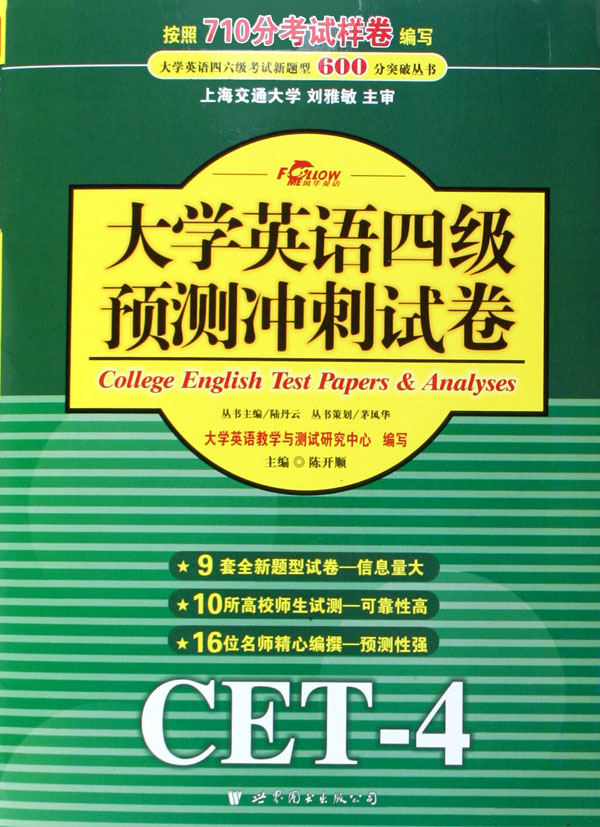 按照 710分考试样卷 编写
大学英语四六级考试新题型 600 分突破丛书
上海交通大学 刘雅敏 主审
FOLLOW
ME风华英语
大学英语四级
预测冲刺试卷
College English Test Papers & Analyses
丛书主编/陆丹云 丛书策划/茅风华
大学英语教学与测试研究中心 编写
主编◎陈开顺
★9套全新题型试卷—信息量大
★10所高校师生试测—可靠性高
★16位名师精心编撰—预测性强
CET-4
世界图书出版公司